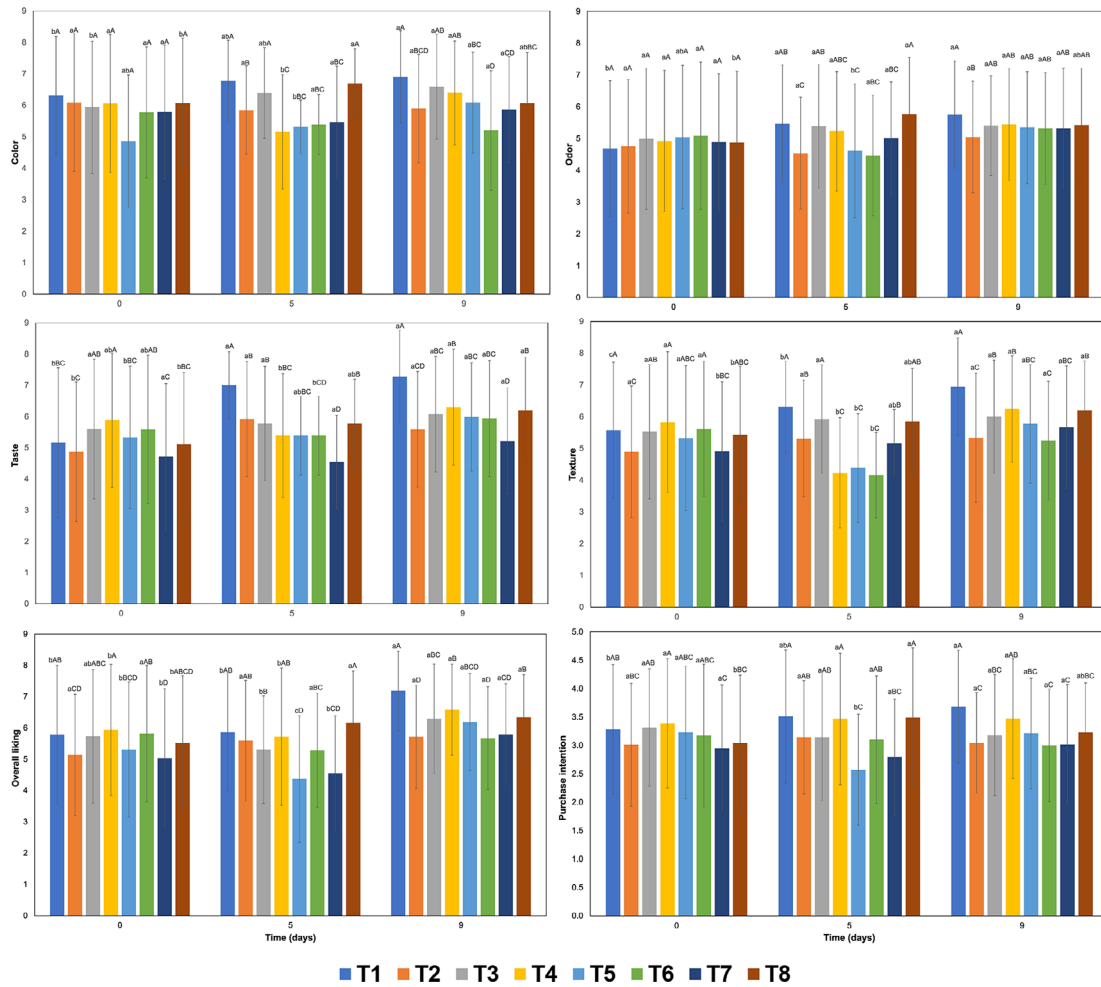 9
8
7
6
5
4
3
2
1
0
Color
bA aA aA aA abA aA aA bA
abA aB abA bC bBC aBC aBC aA
aA aBCD aAB aAB aBC aD aCD abBC
0 5 9
9
8
7
6
5
4
3
2
1
0
Odor
bA aA aA aA abA aA aA bA
aAB aC aAB aABC bC aBC aABC aA
aA aB aAB aAB aAB aAB aAB abAB
0 5 9
9
8
7
6
5
4
3
2
1
0
Taste
bBC bC aAB abA bBC abAB aC bBC
aA aB aB bBC abBC bCD aD abB
aA aCD aBC aB aBC aBC aD aB
0 5 9
9
8
7
6
5
4
3
2
1
0
Texture
cA aC aAB aA aABC aA bBC bABC
bA aB aA bC bC bC abB abAB
aA aC aB aB aBC aC aBC aB
0 5 9
9
8
7
6
5
4
3
2
1
0
Overall liking
bAB aCD abABC bA bBCD aAB bD bABCD
bAB aAB bB bAB cD aBC bCD aA
aA aD aBC aB aBCD aD aCD aB
0 5 9
Time (days)
5.0
4.5
4.0
3.5
3.0
2.5
2.0
1.5
1.0
0.5
0.0
Purchase intention
bAB aBC aAB aA aABC aABC aC bBC
abA aAB aAB aA bC aAB aBC aA
aA aC aBC aAB aBC aC aC abBC
0 5 9
Time (days)
T1 T2 T3 T4 T5 T6 T7 T8